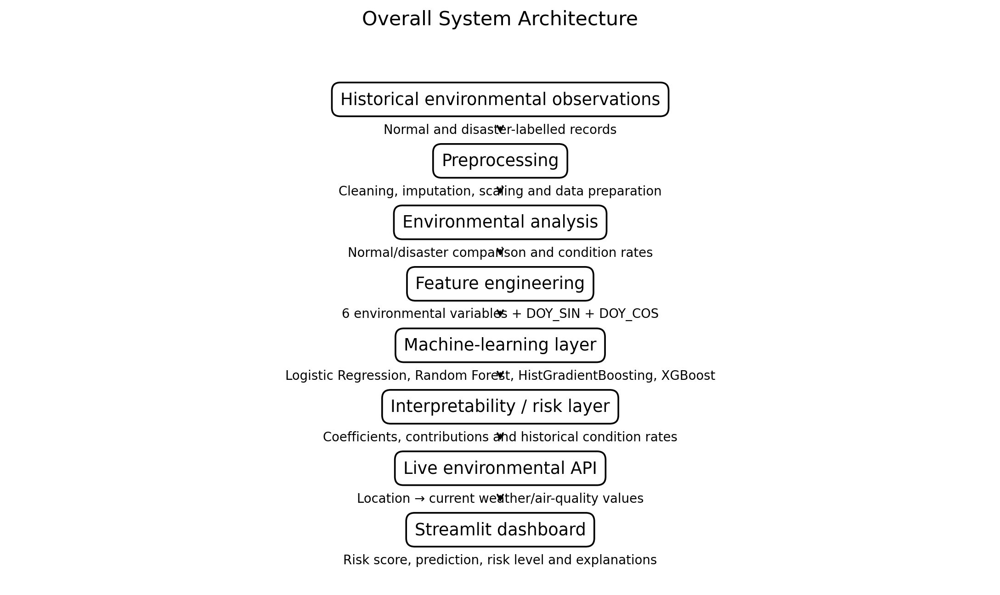 Overall System Architecture
Historical environmental observations
Normal and disaster-labelled records
Preprocessing
Cleaning, imputation, scaling and data preparation
Environmental analysis
Normal/disaster comparison and condition rates
Feature engineering
6 environmental variables + DOY_SIN + DOY_COS
Machine-learning layer
Logistic Regression, Random Forest, HistGradientBoosting, XGBoost
Interpretability / risk layer
Coefficients, contributions and historical condition rates
Live environmental API
Location → current weather/air-quality values
Streamlit dashboard
Risk score, prediction, risk level and explanations